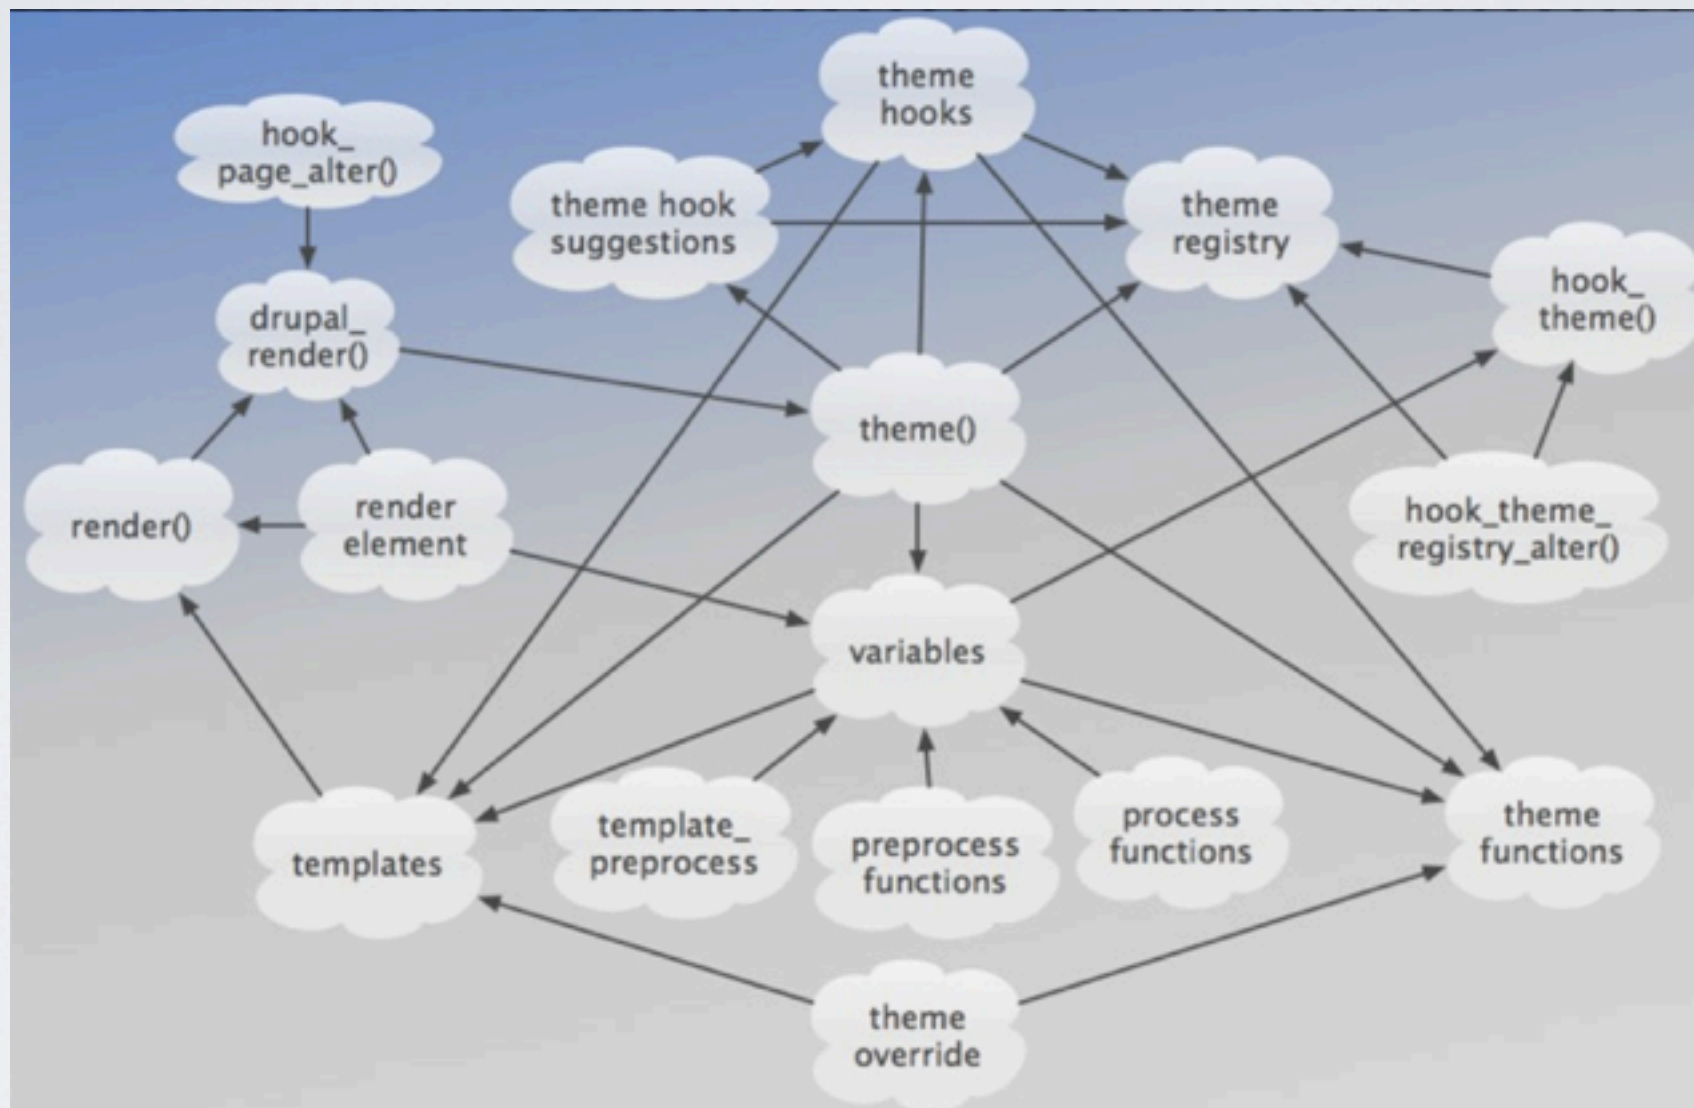 theme
hooks
hook_
page_alter()
theme hook
suggestions
theme
registry
hook_
theme()
drupal_
render()
theme()
render()
render
element
hook_theme_
registry_alter()
variables
templates
template_
preprocess
preprocess
functions
process
functions
theme
functions
theme
override